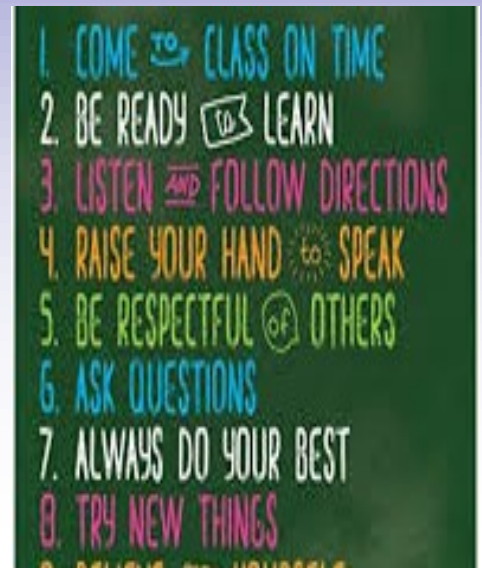 1. COME TO CLASS ON TIME
2. BE READY to LEARN
3. LISTEN AND FOLLOW DIRECTIONS
4. RAISE YOUR HAND to SPEAK
5. BE RESPECTFUL OF OTHERS
6. ASK QUESTIONS
7. ALWAYS DO YOUR BEST
8. TRY NEW THINGS
BELIEVE YOURSELF